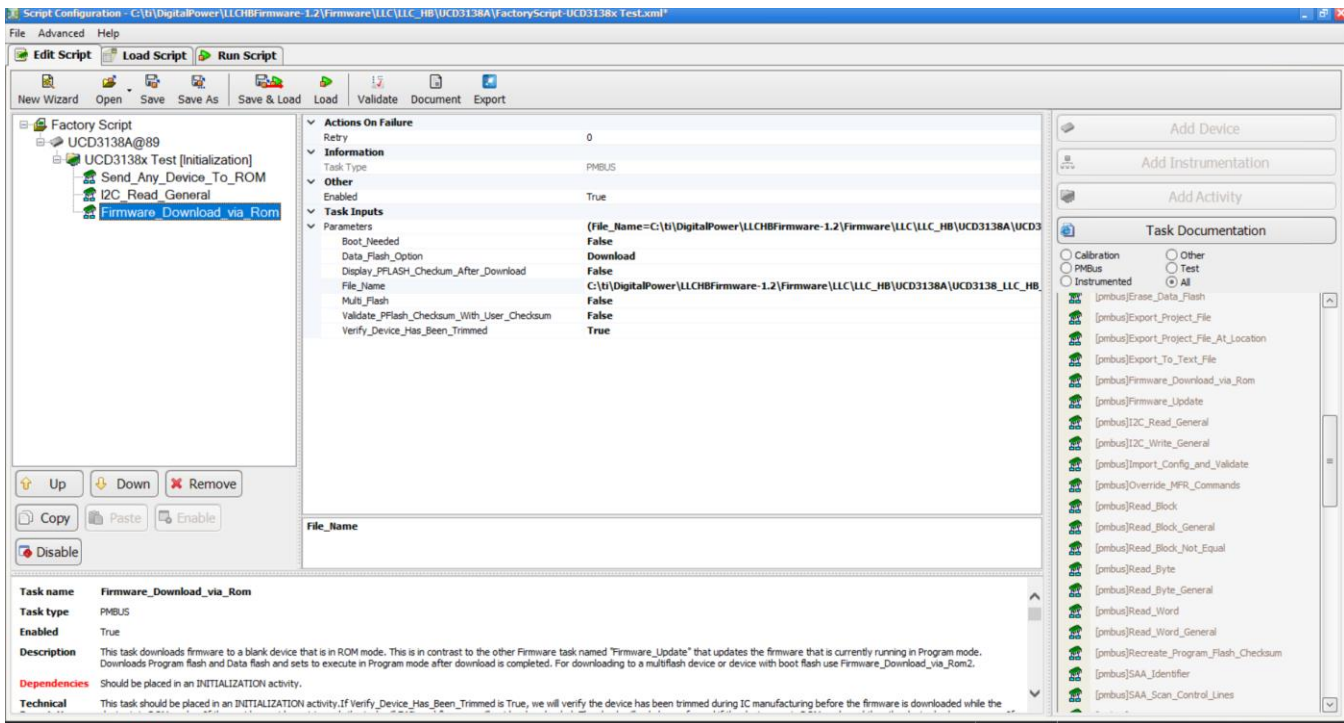 Script Configuration - C:\ti\DigitalPower\LLCHBFirmware-1.2\Firmware\LLC\LLC_HB\UCD3138A\FactoryScript-UCD3138x Test.xml*
File Advanced Help
Edit Script Load Script Run Script
New Wizard Open Save Save As Save & Load Load Validate Document Export
Factory Script
UCD3138A@89
UCD3138x Test [Initialization]
Send_Any_Device_To_ROM
I2C_Read_General
Firmware_Download_via_Rom
Up Down Remove
Copy Paste Enable
Disable
Actions On Failure
Retry 0
Information
Task Type PMBUS
Other
Enabled True
Task Inputs
Parameters (File_Name=C:\ti\DigitalPower\LLCHBFirmware-1.2\Firmware\LLC\LLC_HB\UCD3138A\UCD3
Boot_Needed False
Data_Flash_Option Download
Display_PFLASH_Checkum_After_Download False
File_Name C:\ti\DigitalPower\LLCHBFirmware-1.2\Firmware\LLC\LLC_HB\UCD3138A\UCD3138_LLC_HB_
Multi_Flash False
Validate_PFlash_Checksum_With_User_Checksum False
Verify_Device_Has_Been_Trimmed True
File_Name
Add Device
Add Instrumentation
Add Activity
Task Documentation
Calibration Other
PMBus Test
Instrumented All
[pmbus]Erase_Data_Flash
[pmbus]Export_Project_File
[pmbus]Export_Project_File_At_Location
[pmbus]Export_To_Text_File
[pmbus]Firmware_Download_via_Rom
[pmbus]Firmware_Update
[pmbus]I2C_Read_General
[pmbus]I2C_Write_General
[pmbus]Import_Config_and_Validate
[pmbus]Override_MFR_Commands
[pmbus]Read_Block
[pmbus]Read_Block_General
[pmbus]Read_Block_Not_Equal
[pmbus]Read_Byte
[pmbus]Read_Byte_General
[pmbus]Read_Word
[pmbus]Read_Word_General
[pmbus]Recreate_Program_Flash_Checksum
[pmbus]SAA_Identifier
[pmbus]SAA_Scan_Control_Lines
Task name Firmware_Download_via_Rom
Task type PMBUS
Enabled True
Description This task downloads firmware to a blank device that is in ROM mode. This is in contrast to the other Firmware task named "Firmware_Update" that updates the firmware that is currently running in Program mode.
Downloads Program flash and Data flash and sets to execute in Program mode after download is completed. For downloading to a multiflash device or device with boot flash use Firmware_Download_via_Rom2.
Dependencies Should be placed in an INITIALIZATION activity.
Technical This task should be placed in an INITIALIZATION activity.If Verify_Device_Has_Been_Trimmed is True, we will verify the device has been trimmed during IC manufacturing before the firmware is downloaded while the